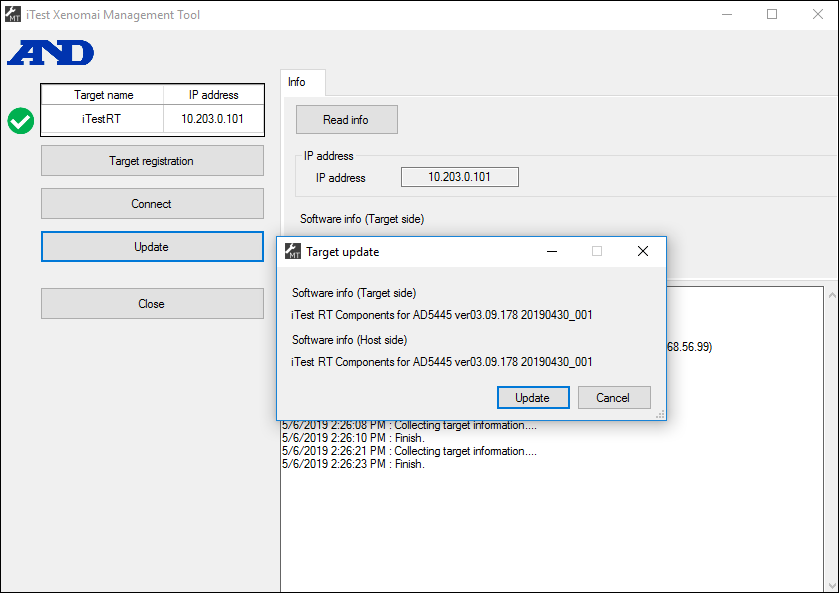 MT iTest Xenomai Management Tool
AND
Target name IP address
iTestRT 10.203.0.101
Target registration
Connect
Update
Close
Info
Read info
IP address
IP address 10.203.0.101
Software info (Target side)
MT Target update
Software info (Target side)
iTest RT Components for AD5445 ver03.09.178 20190430_001
Software info (Host side)
iTest RT Components for AD5445 ver03.09.178 20190430_001
Update Cancel
68.56.99)
5/6/2019 2:26:08 PM : Collecting target information....
5/6/2019 2:26:10 PM : Finish.
5/6/2019 2:26:21 PM : Collecting target information....
5/6/2019 2:26:23 PM : Finish.